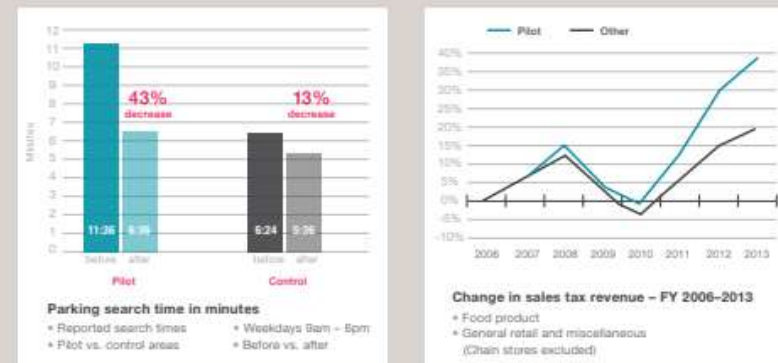 12
11
10
9
8
7
6
5
4
3
2
1
0
Minutes
43%
decrease
13%
decrease
11:36
6:36
6:24
5:36
before after
before after
Pilot
Control
Parking search time in minutes
• Reported search times
• Pilot vs. control areas
• Weekdays 9am – 6pm
• Before vs. after
Pilot
Other
40%
35%
30%
25%
20%
15%
10%
5%
0%
-5%
-10%
2006 2007 2008 2009 2010 2011 2012 2013
Change in sales tax revenue – FY 2006–2013
• Food product
• General retail and miscellaneous
(Chain stores excluded)